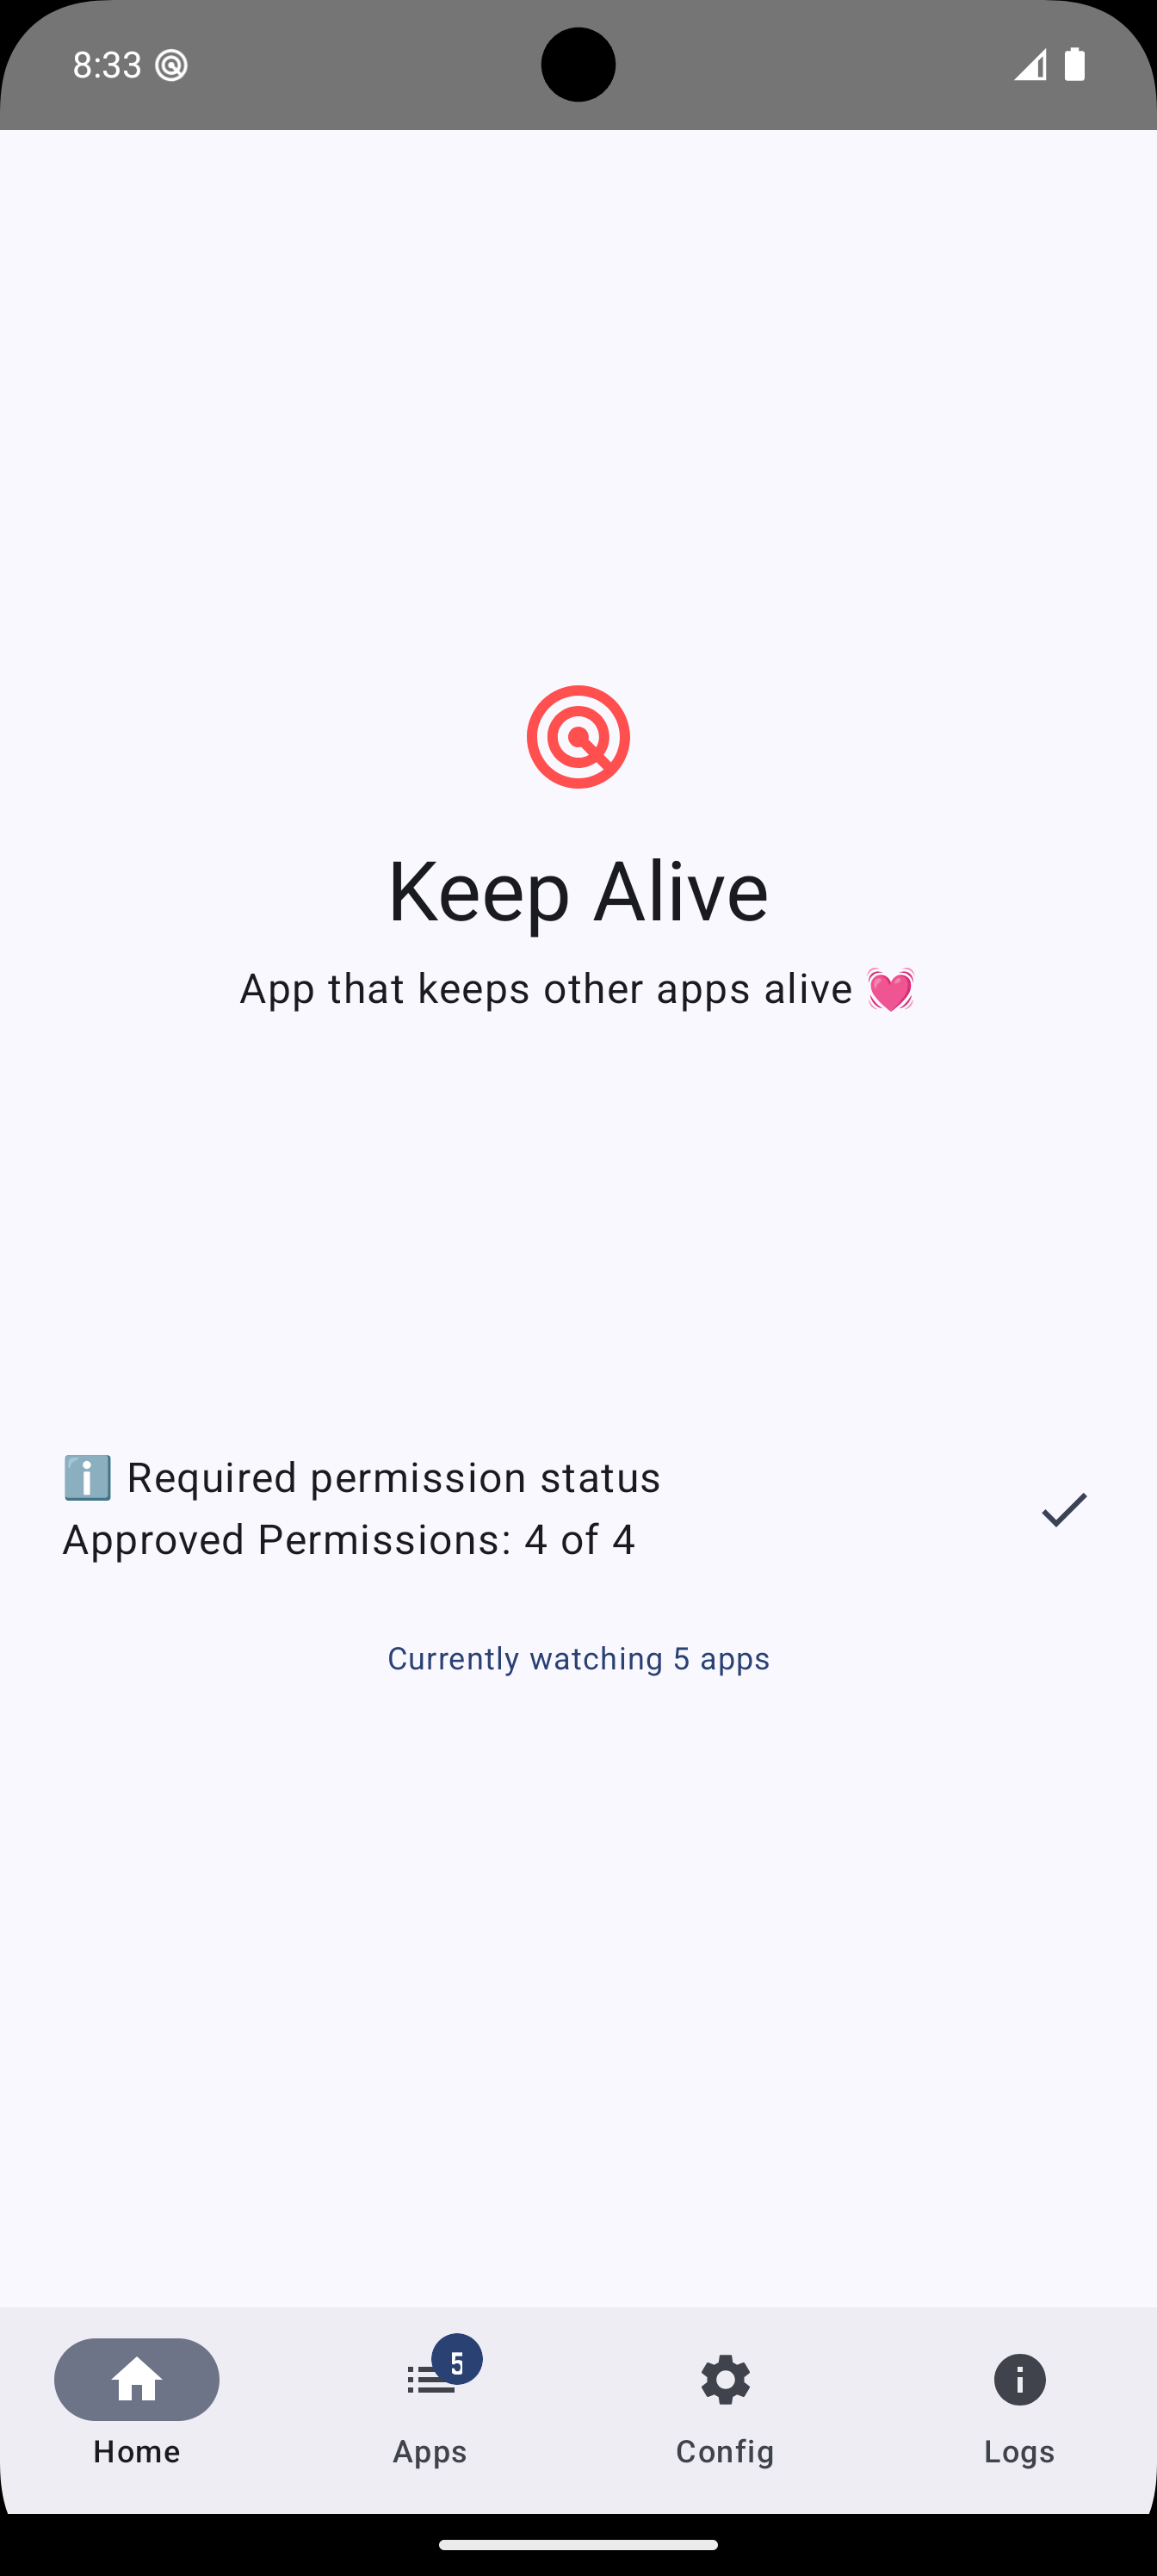 8:33
Keep Alive
App that keeps other apps alive 💓
ℹ️ Required permission status
Approved Permissions: 4 of 4
Currently watching 5 apps
5
Home
Apps
Config
Logs